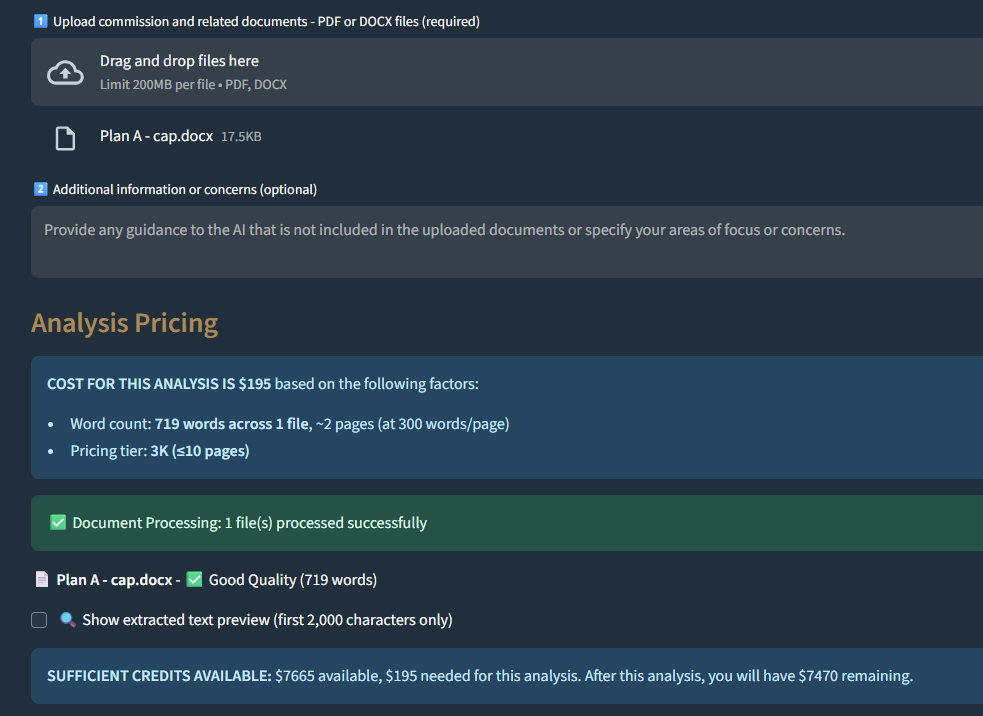 1 Upload commission and related documents - PDF or DOCX files (required)
Drag and drop files here
Limit 200MB per file • PDF, DOCX
Plan A - cap.docx 17.5KB
2 Additional information or concerns (optional)
Provide any guidance to the AI that is not included in the uploaded documents or specify your areas of focus or concerns.
Analysis Pricing
COST FOR THIS ANALYSIS IS $195 based on the following factors:
• Word count: 719 words across 1 file, ~2 pages (at 300 words/page)
• Pricing tier: 3K (≤10 pages)
✅ Document Processing: 1 file(s) processed successfully
📄 Plan A - cap.docx - ✅ Good Quality (719 words)
🔍 Show extracted text preview (first 2,000 characters only)
SUFFICIENT CREDITS AVAILABLE: $7665 available, $195 needed for this analysis. After this analysis, you will have $7470 remaining.